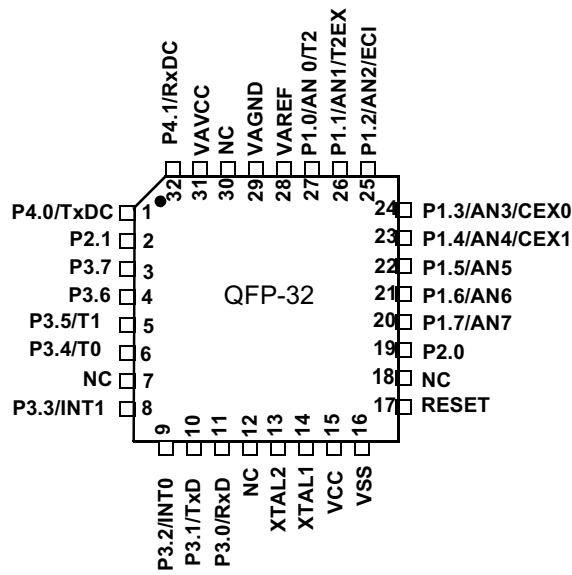 P4.1/RxDC
VAVCC
NC
VAGND
VAREF
P1.0/AN 0/T2
P1.1/AN1/T2EX
P1.2/AN2/ECI
32
31
30
29
28
27
26
25
P4.0/TxDC 1
P2.1 2
P3.7 3
P3.6 4
P3.5/T1 5
P3.4/T0 6
NC 7
P3.3/INT1 8
QFP-32
24 P1.3/AN3/CEX0
23 P1.4/AN4/CEX1
22 P1.5/AN5
21 P1.6/AN6
20 P1.7/AN7
19 P2.0
18 NC
17 RESET
9
10
11
12
13
14
15
16
P3.2/INT0
P3.1/TxD
P3.0/RxD
NC
XTAL2
XTAL1
VCC
VSS